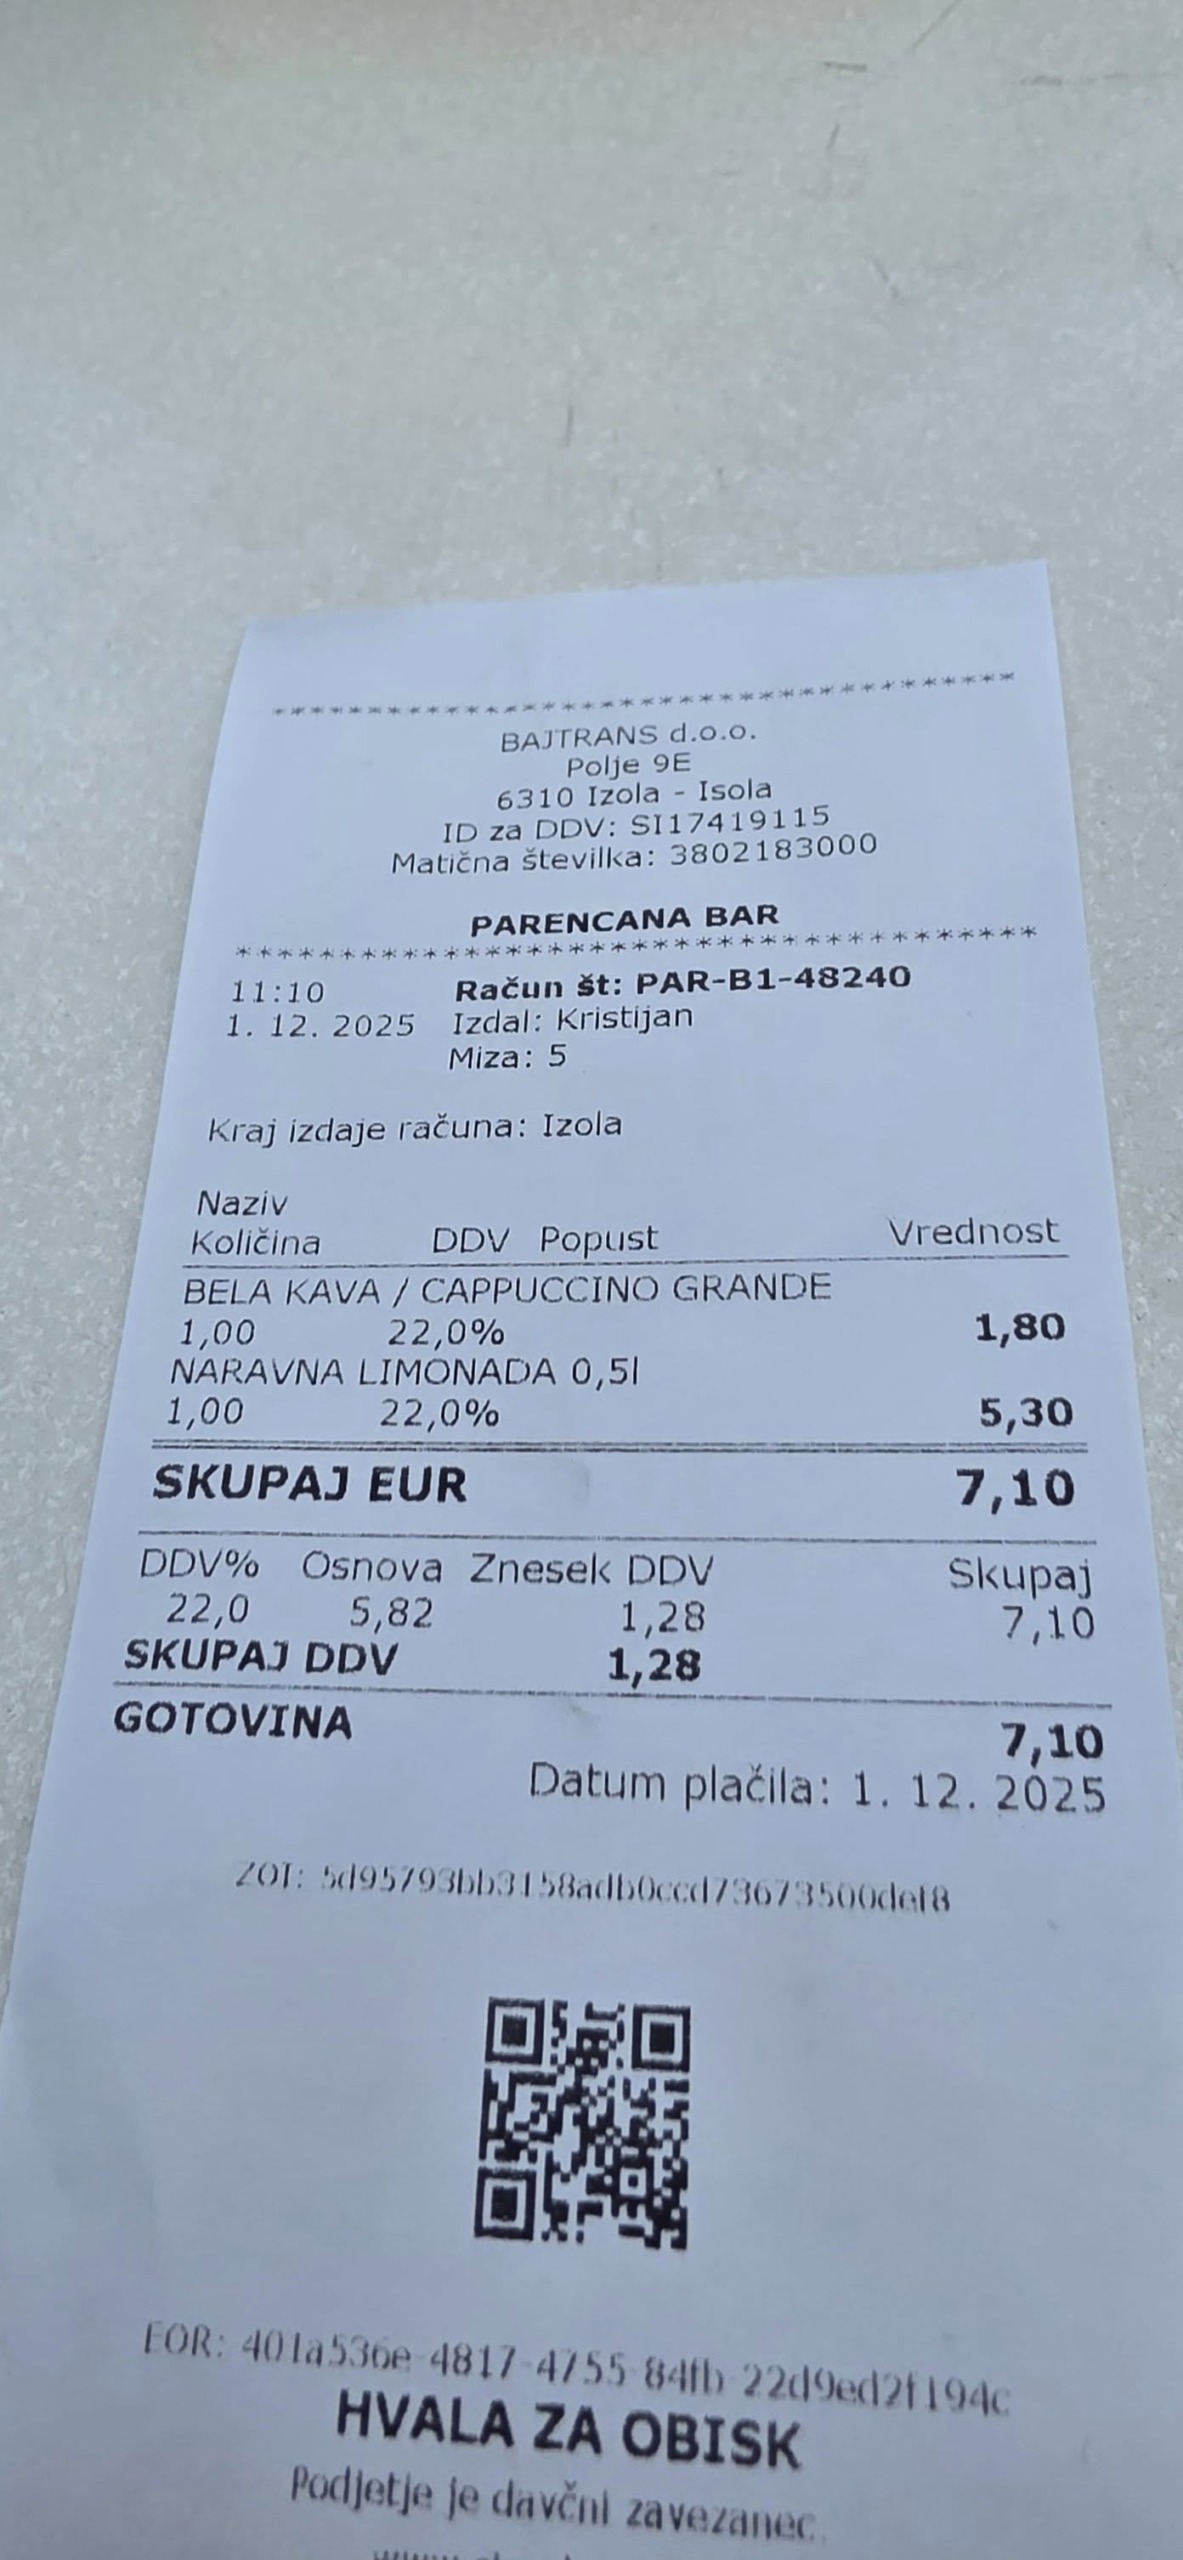 ****************************************
BAJTRANS d.o.o.
Polje 9E
6310 Izola - Isola
ID za DDV: SI17419115
Matična številka: 3802183000
PARENCANA BAR
****************************************
11:10 Račun št: PAR-B1-48240
1. 12. 2025 Izdal: Kristijan
Miza: 5
Kraj izdaje računa: Izola
Naziv
Količina DDV Popust Vrednost
BELA KAVA / CAPPUCCINO GRANDE
1,00 22,0% 1,80
NARAVNA LIMONADA 0,5l
1,00 22,0% 5,30
SKUPAJ EUR 7,10
DDV% Osnova Znesek DDV Skupaj
22,0 5,82 1,28 7,10
SKUPAJ DDV 1,28
GOTOVINA 7,10
Datum plačila: 1. 12. 2025
ZOI: 5d95793bb3158adb0ccd73673500def8
EOR: 401a536e-4817-4755-84fb-22d9ed2f194c
HVALA ZA OBISK
Podjetje je davčni zavezanec.